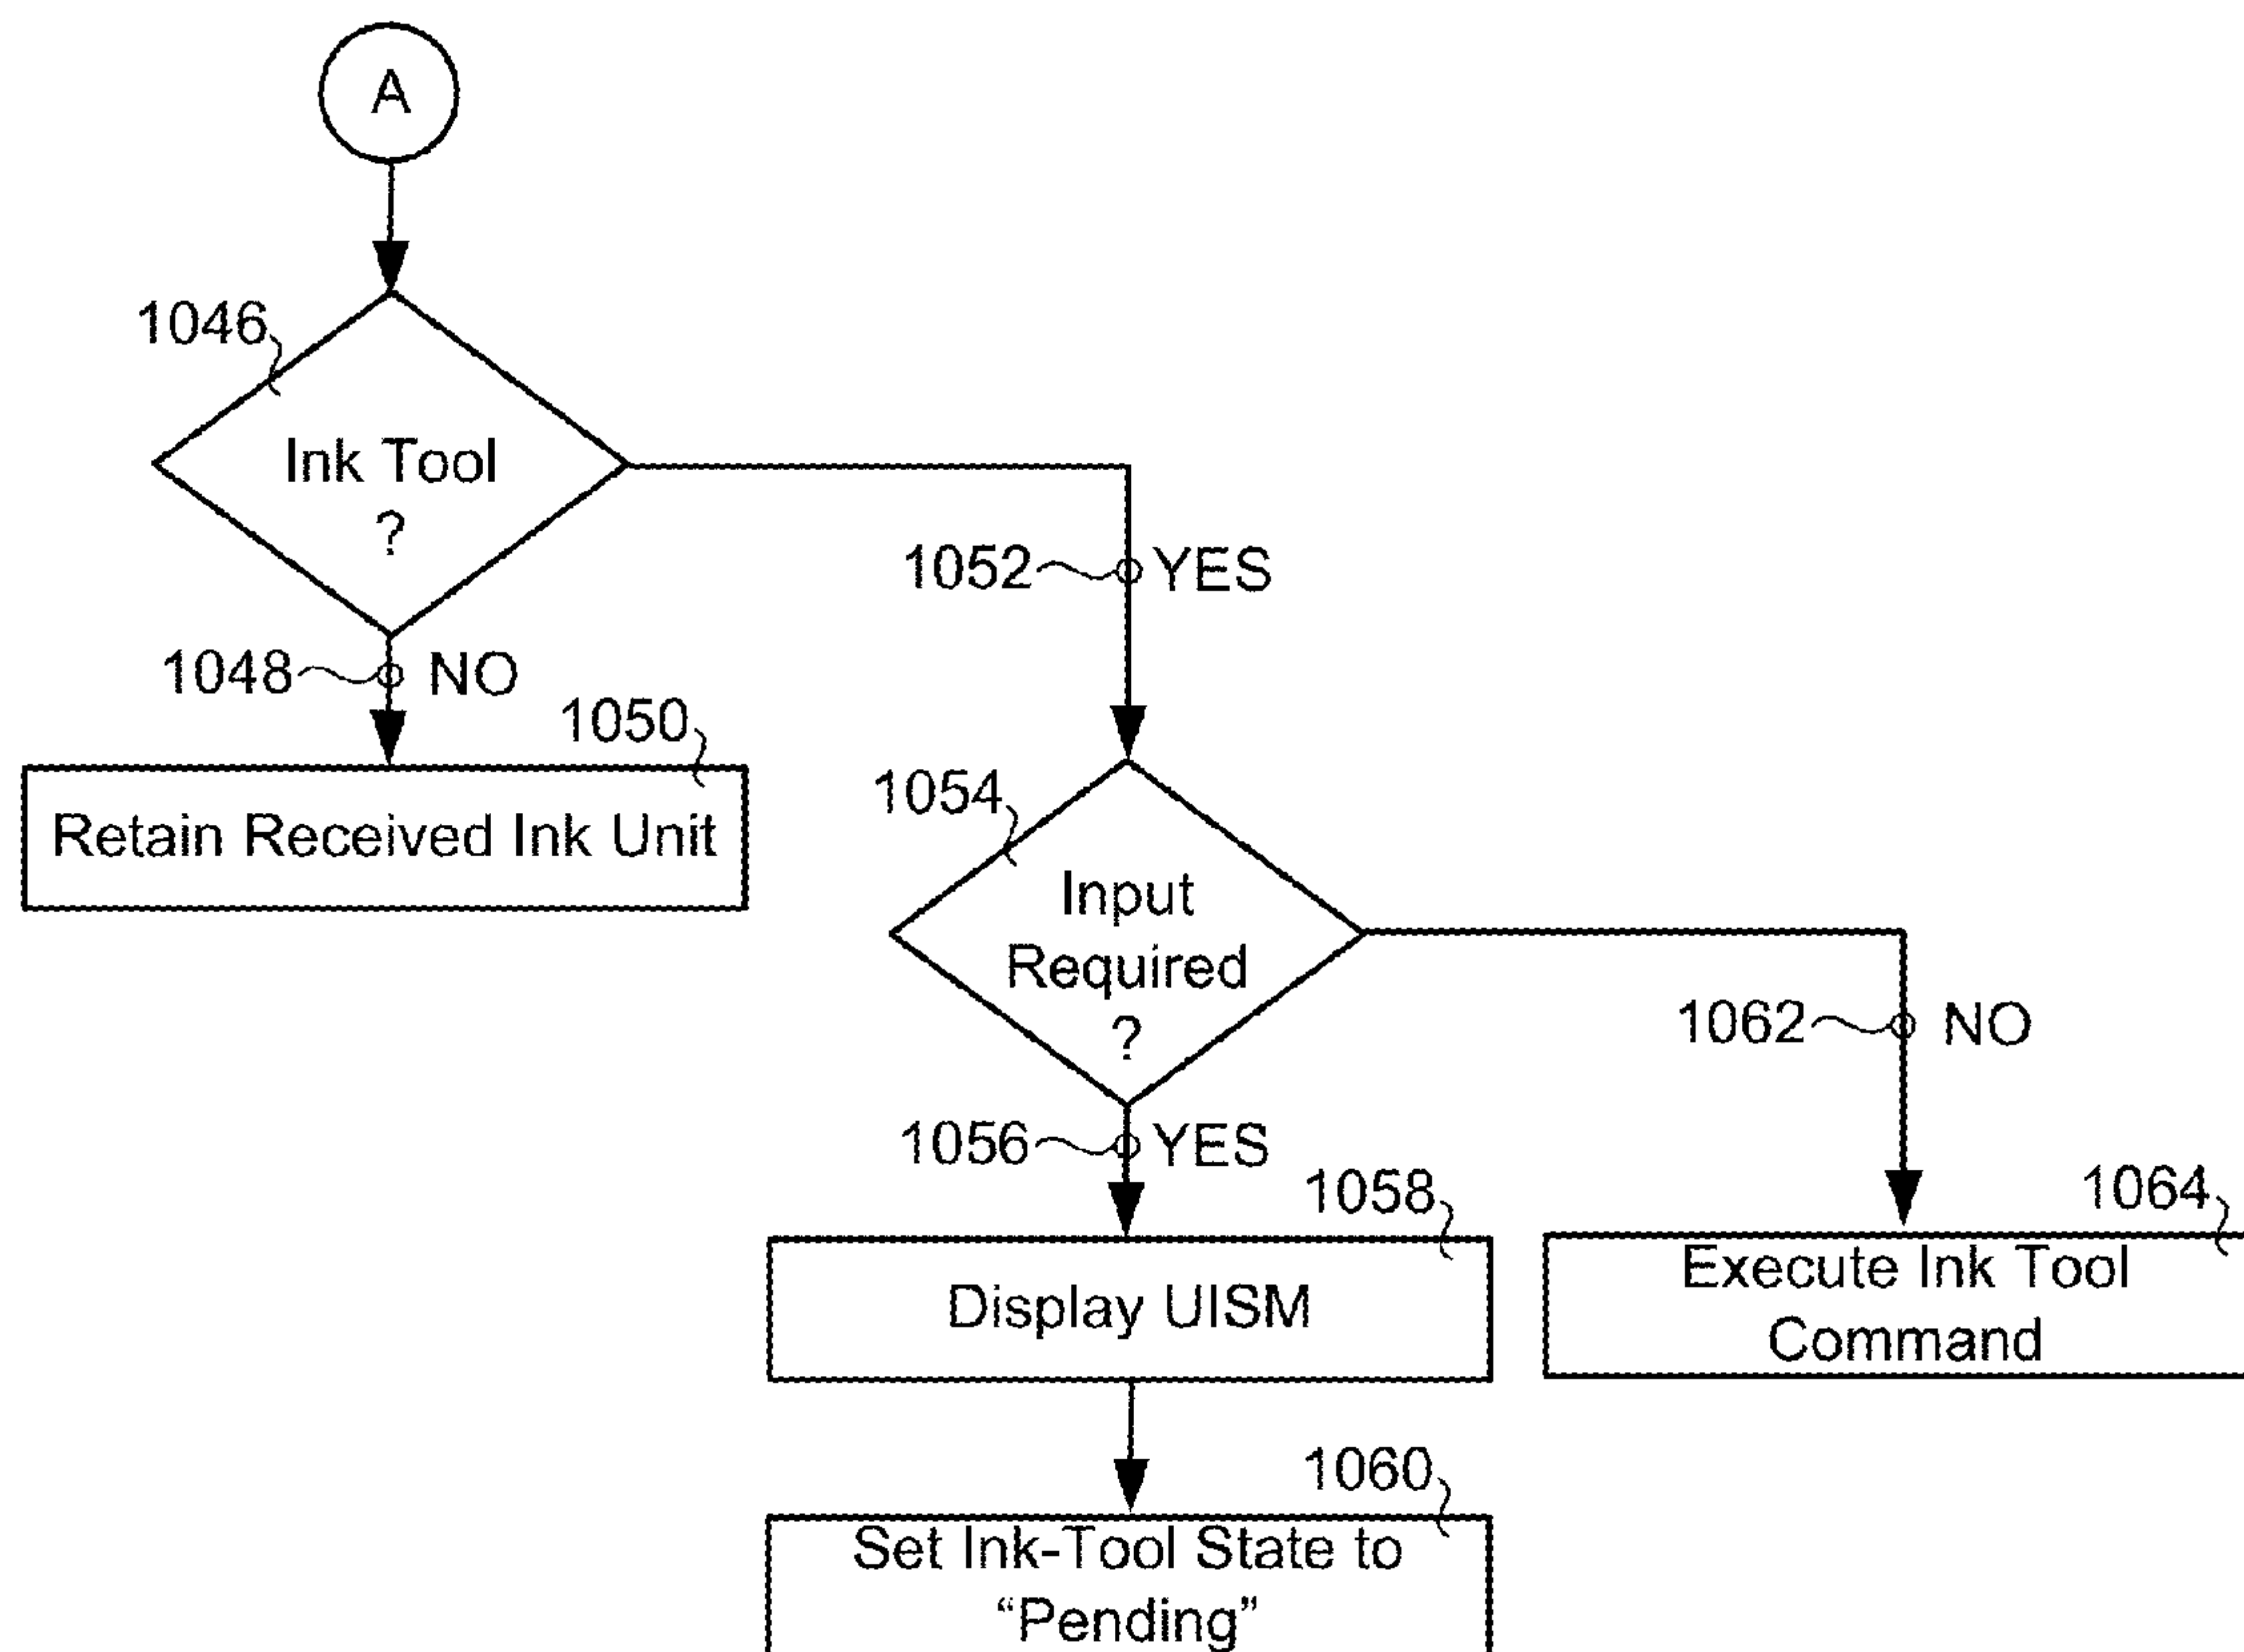 A
1046
Ink Tool
?
1052
YES
1048
NO
1050
Retain Received Ink Unit
1054
Input
Required
?
1062
NO
1056
YES
1058
Display UISM
1064
Execute Ink Tool
Command
1060
Set Ink-Tool State to
“Pending”